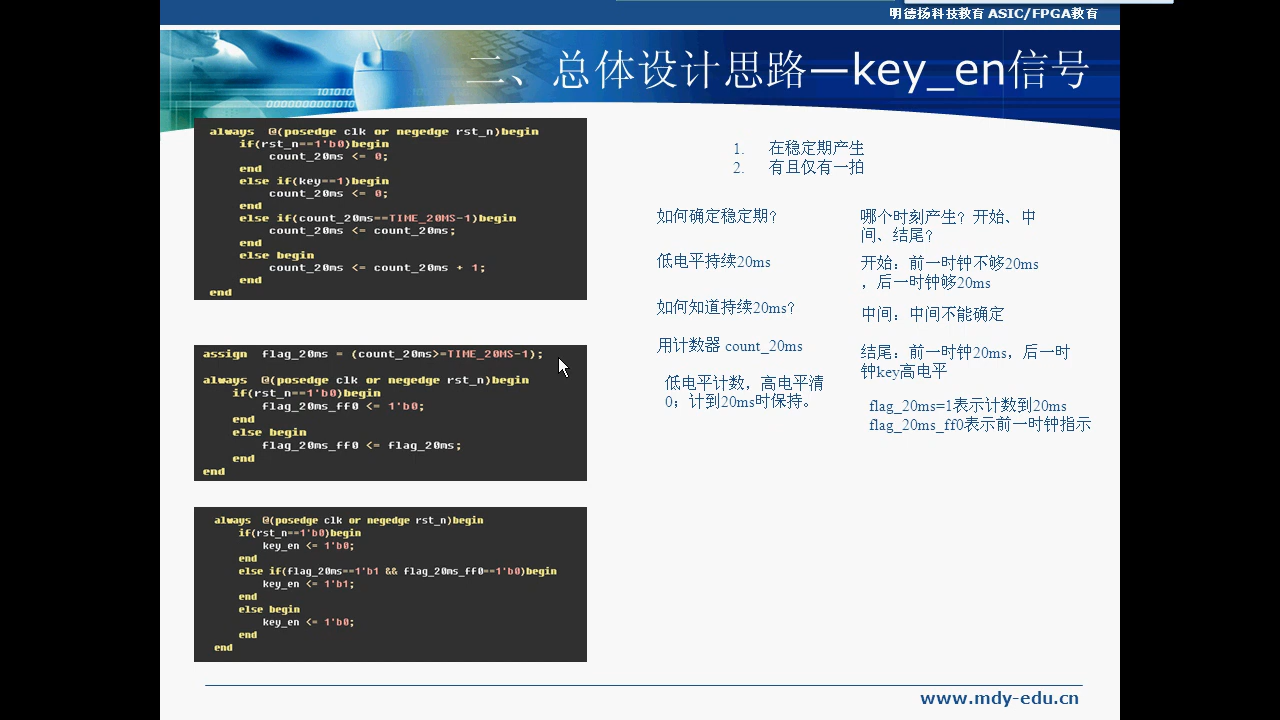 明德扬科技教育 ASIC/FPGA教育
二、总体设计思路—key_en信号
101010
0000000001010
always  @(posedge clk or negedge rst_n)begin
    if(rst_n==1'b0)begin
        count_20ms <= 0;
    end
    else if(key==1)begin
        count_20ms <= 0;
    end
    else if(count_20ms==TIME_20MS-1)begin
        count_20ms <= count_20ms;
    end
    else begin
        count_20ms <= count_20ms + 1;
    end
end
assign  flag_20ms = (count_20ms>=TIME_20MS-1);
always  @(posedge clk or negedge rst_n)begin
    if(rst_n==1'b0)begin
        flag_20ms_ff0 <= 1'b0;
    end
    else begin
        flag_20ms_ff0 <= flag_20ms;
    end
end
always  @(posedge clk or negedge rst_n)begin
    if(rst_n==1'b0)begin
        key_en <= 1'b0;
    end
    else if(flag_20ms==1'b1 && flag_20ms_ff0==1'b0)begin
        key_en <= 1'b1;
    end
    else begin
        key_en <= 1'b0;
    end
end
1. 在稳定期产生
2. 有且仅有一拍
如何确定稳定期？
低电平持续20ms
如何知道持续20ms？
用计数器 count_20ms
低电平计数，高电平清
0；计到20ms时保持。
哪个时刻产生？开始、中
间、结尾？
开始：前一时钟不够20ms
，后一时钟够20ms
中间：中间不能确定
结尾：前一时钟20ms，后一时
钟key高电平
flag_20ms=1表示计数到20ms
flag_20ms_ff0表示前一时钟指示
www.mdy-edu.cn